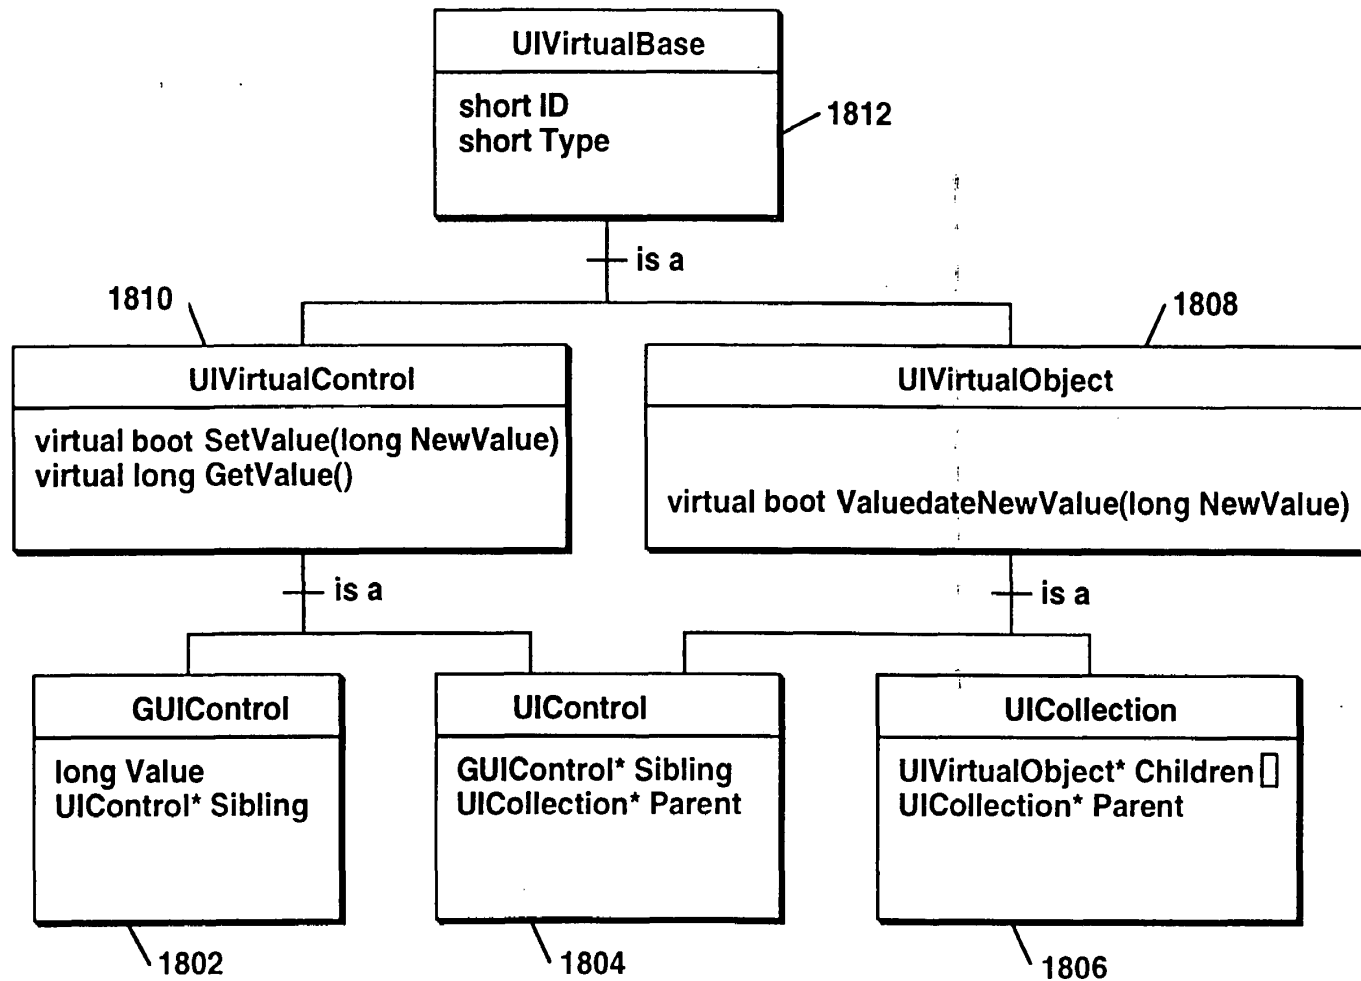 UIVirtualBase
short ID
short Type
1812
is a
1810
1808
UIVirtualControl
virtual boot SetValue(long NewValue)
virtual long GetValue()
UIVirtualObject
virtual boot ValuedateNewValue(long NewValue)
is a
is a
GUIControl
long Value
UIControl* Sibling
UIControl
GUIControl* Sibling
UICollection* Parent
UICollection
UIVirtualObject* Children []
UICollection* Parent
1802
1804
1806